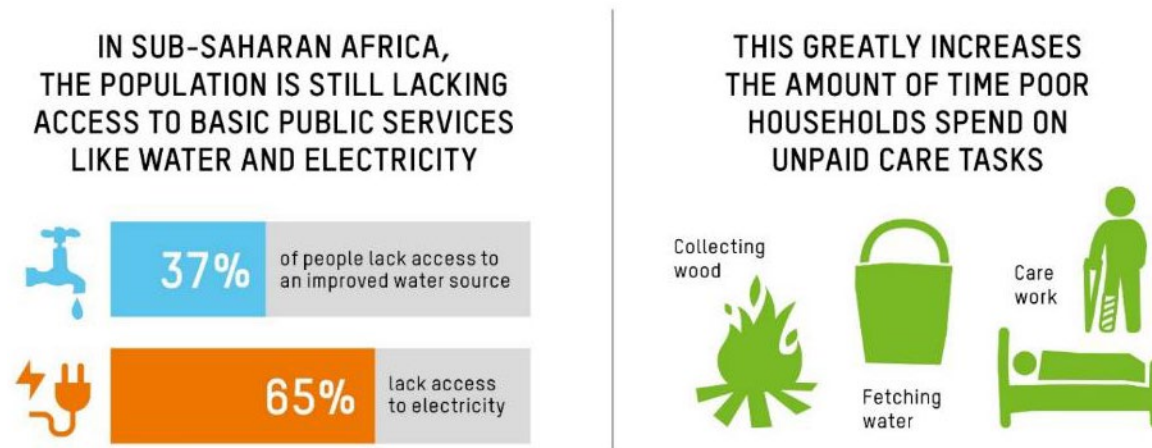 IN SUB-SAHARAN AFRICA,
THE POPULATION IS STILL LACKING
ACCESS TO BASIC PUBLIC SERVICES
LIKE WATER AND ELECTRICITY
37%
of people lack access to
an improved water source
65%
lack access
to electricity
THIS GREATLY INCREASES
THE AMOUNT OF TIME POOR
HOUSEHOLDS SPEND ON
UNPAID CARE TASKS
Collecting
wood
Fetching
water
Care
work